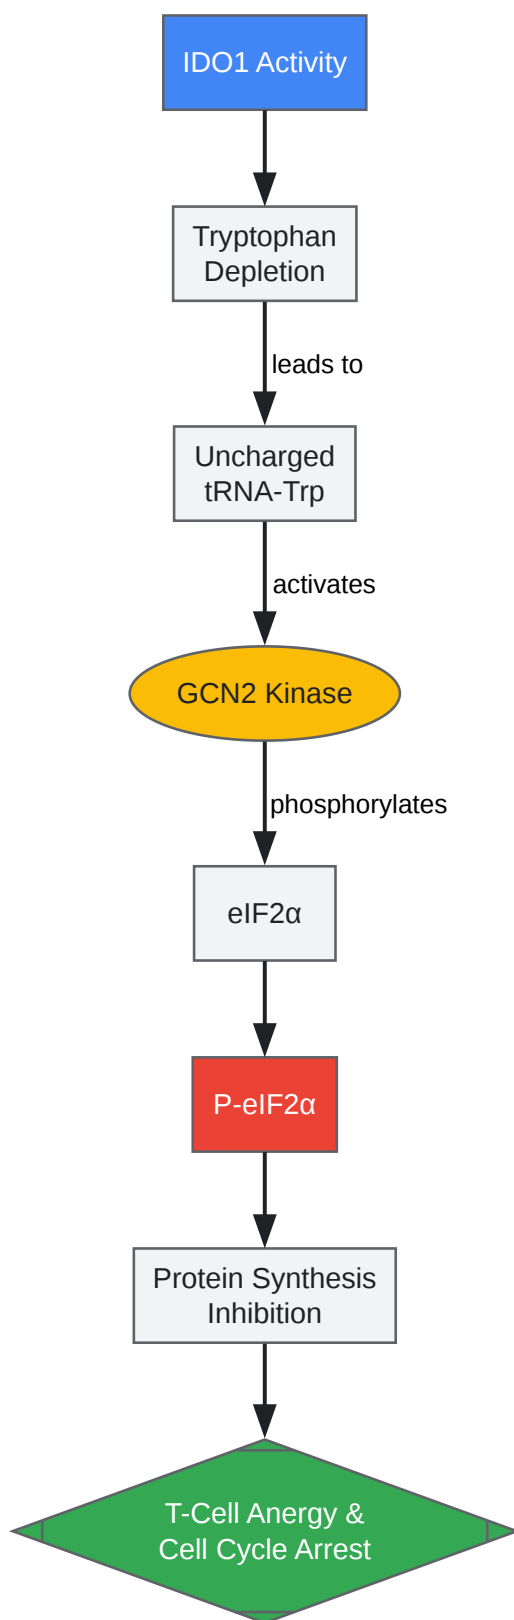 IDO1 Activity
Tryptophan
Depletion
leads to
Uncharged
tRNA-Trp
activates
GCN2 Kinase
phosphorylates
eIF2α
P-eIF2α
Protein Synthesis
Inhibition
T-Cell Anergy &
Cell Cycle Arrest